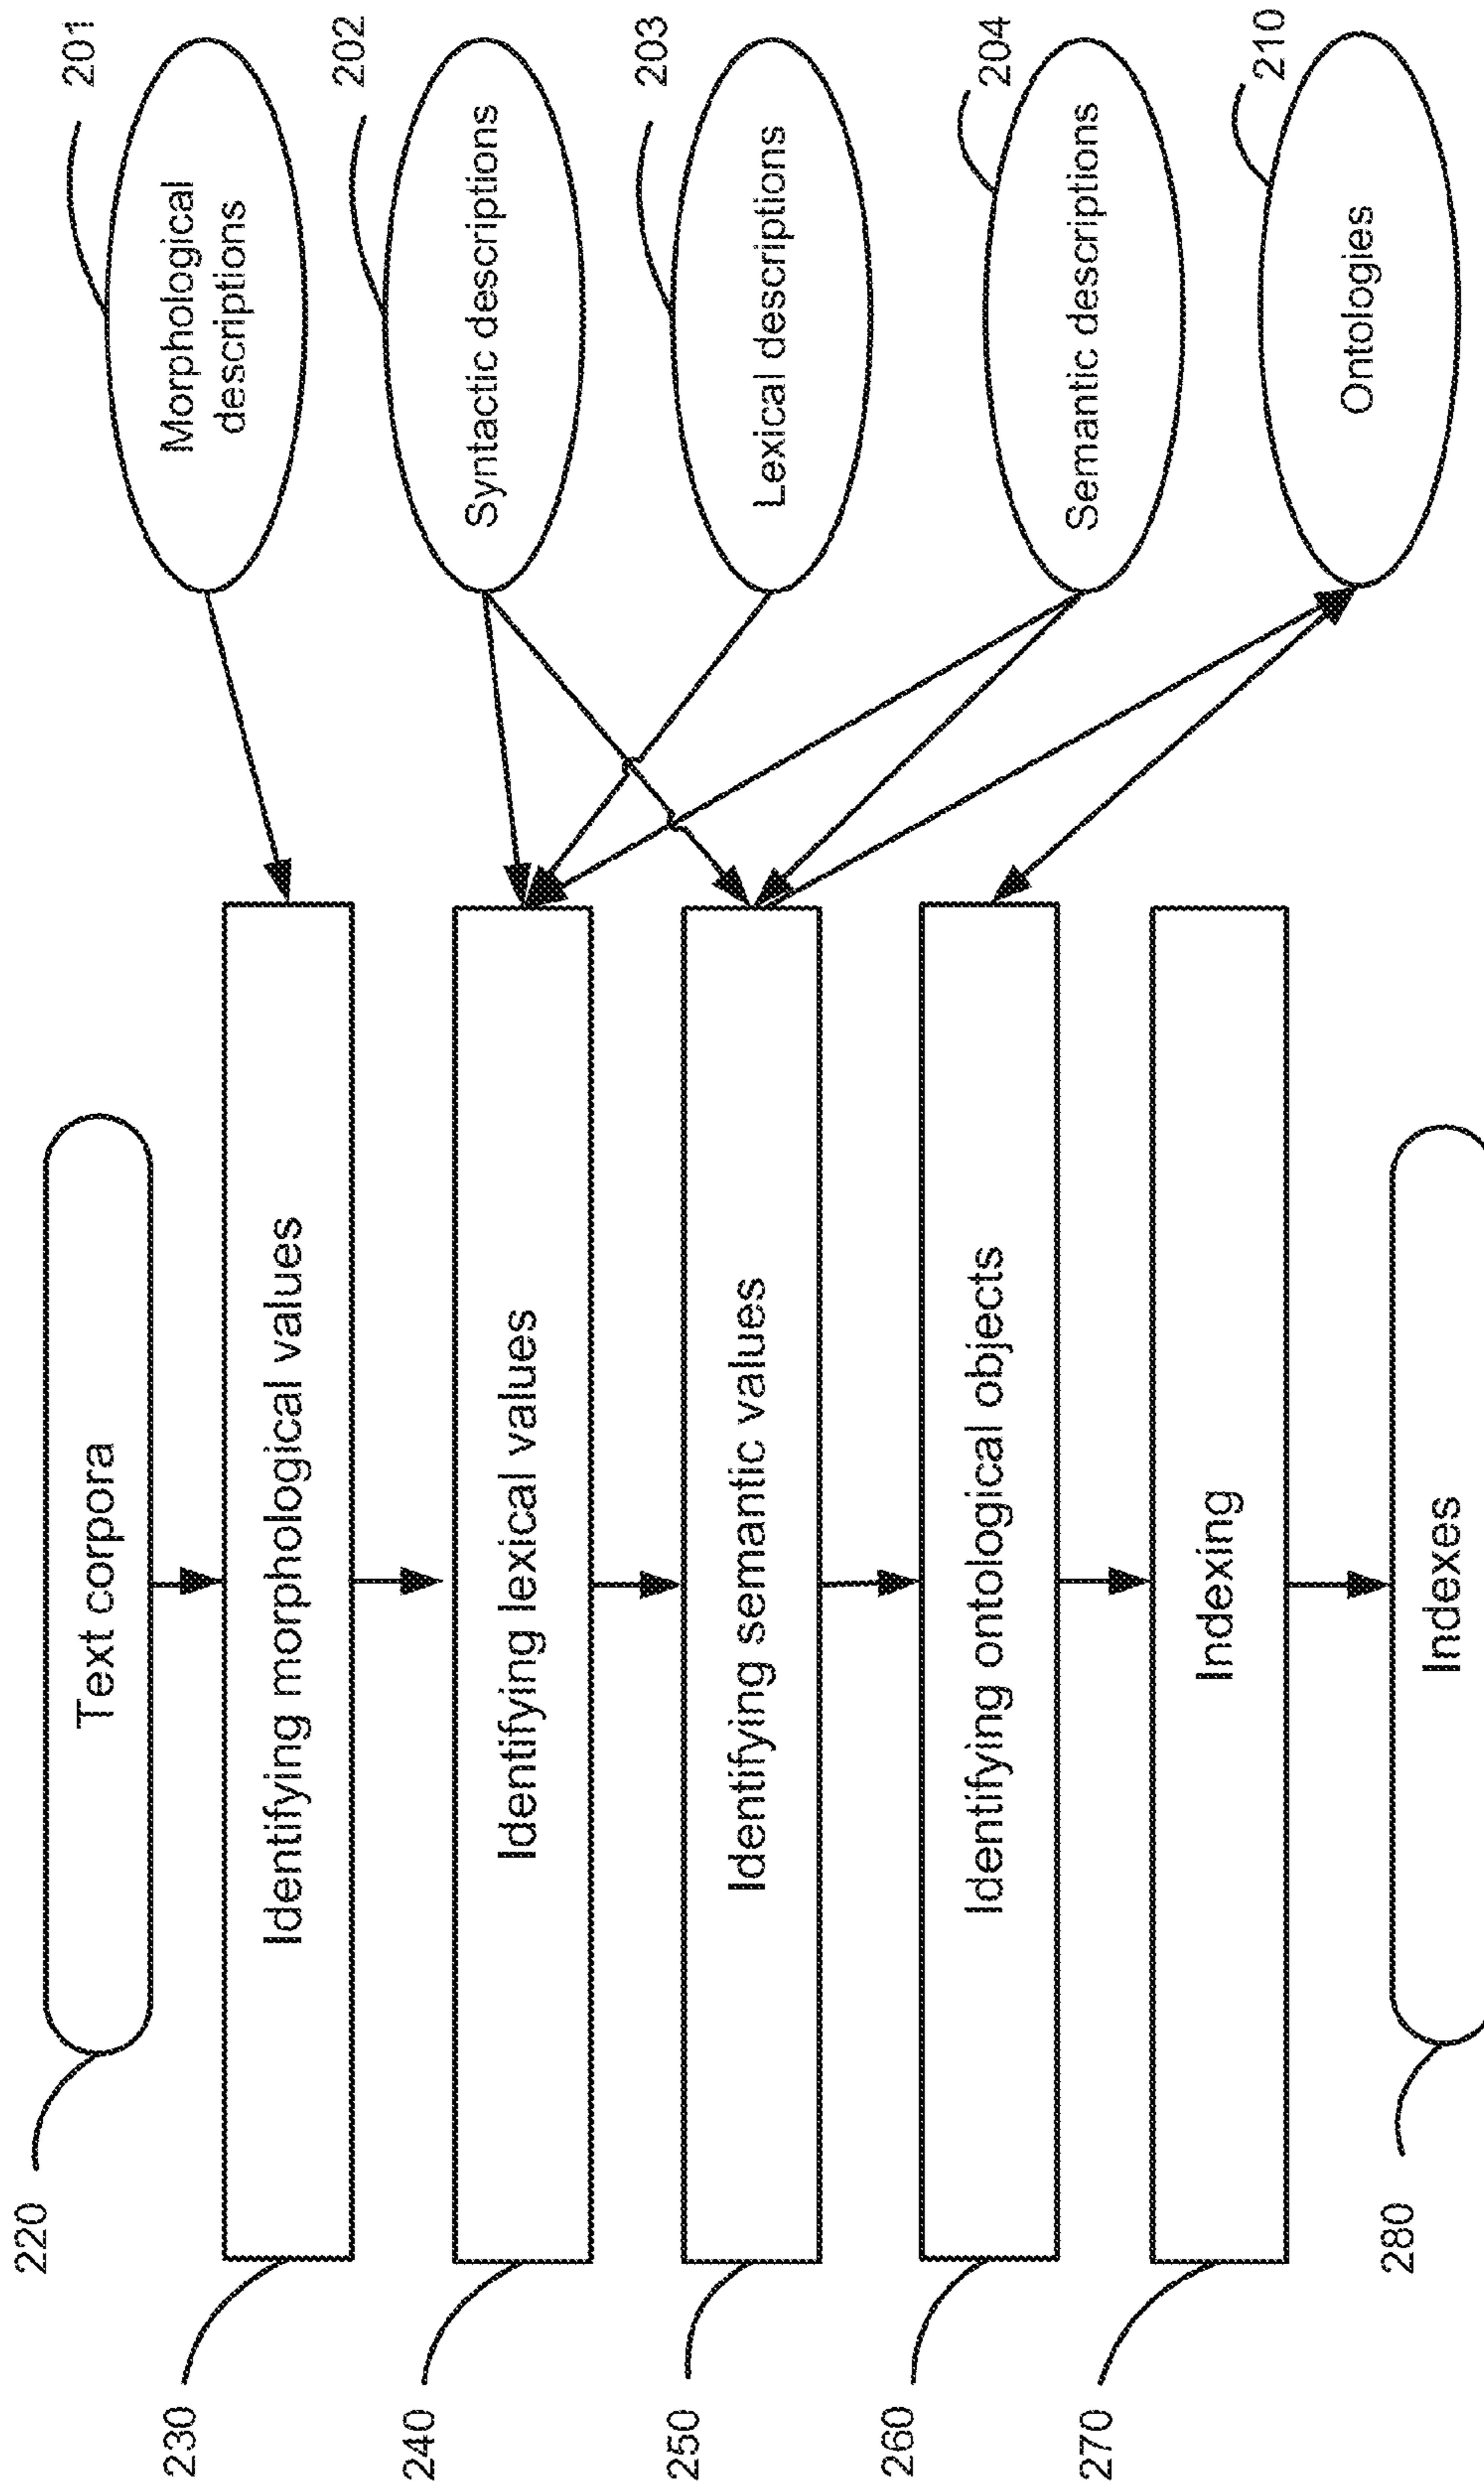 220
Text corpora
201
Morphological
descriptions
230
Identifying morphological values
202
Syntactic descriptions
240
Identifying lexical values
203
Lexical descriptions
250
Identifying semantic values
204
Semantic descriptions
260
Identifying ontological objects
210
Ontologies
270
Indexing
280
Indexes